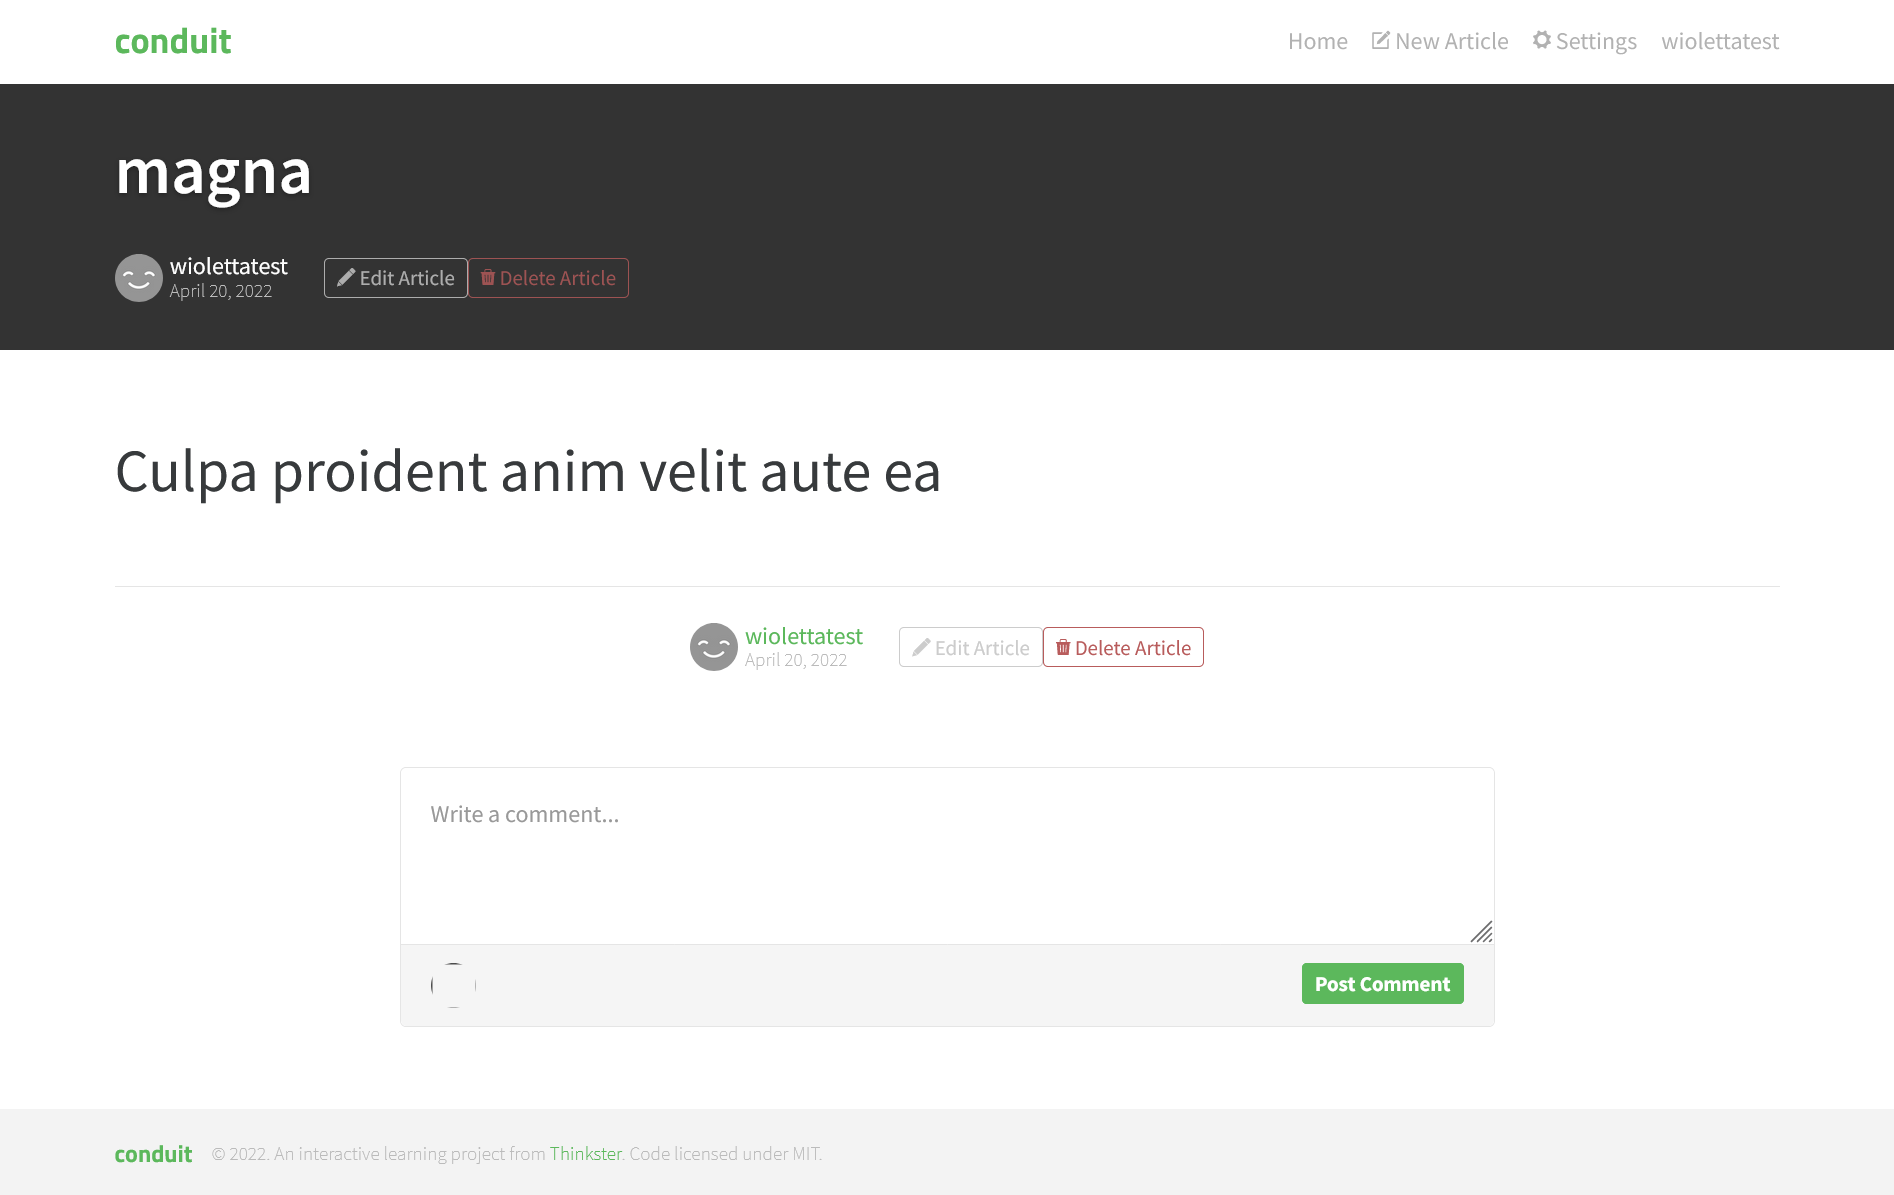 conduit
Home New Article Settings wiolettatest
magna
wiolettatest
April 20, 2022
Edit Article Delete Article
Culpa proident anim velit aute ea
wiolettatest
April 20, 2022
Edit Article Delete Article
Write a comment...
Post Comment
conduit © 2022. An interactive learning project from Thinkster. Code licensed under MIT.